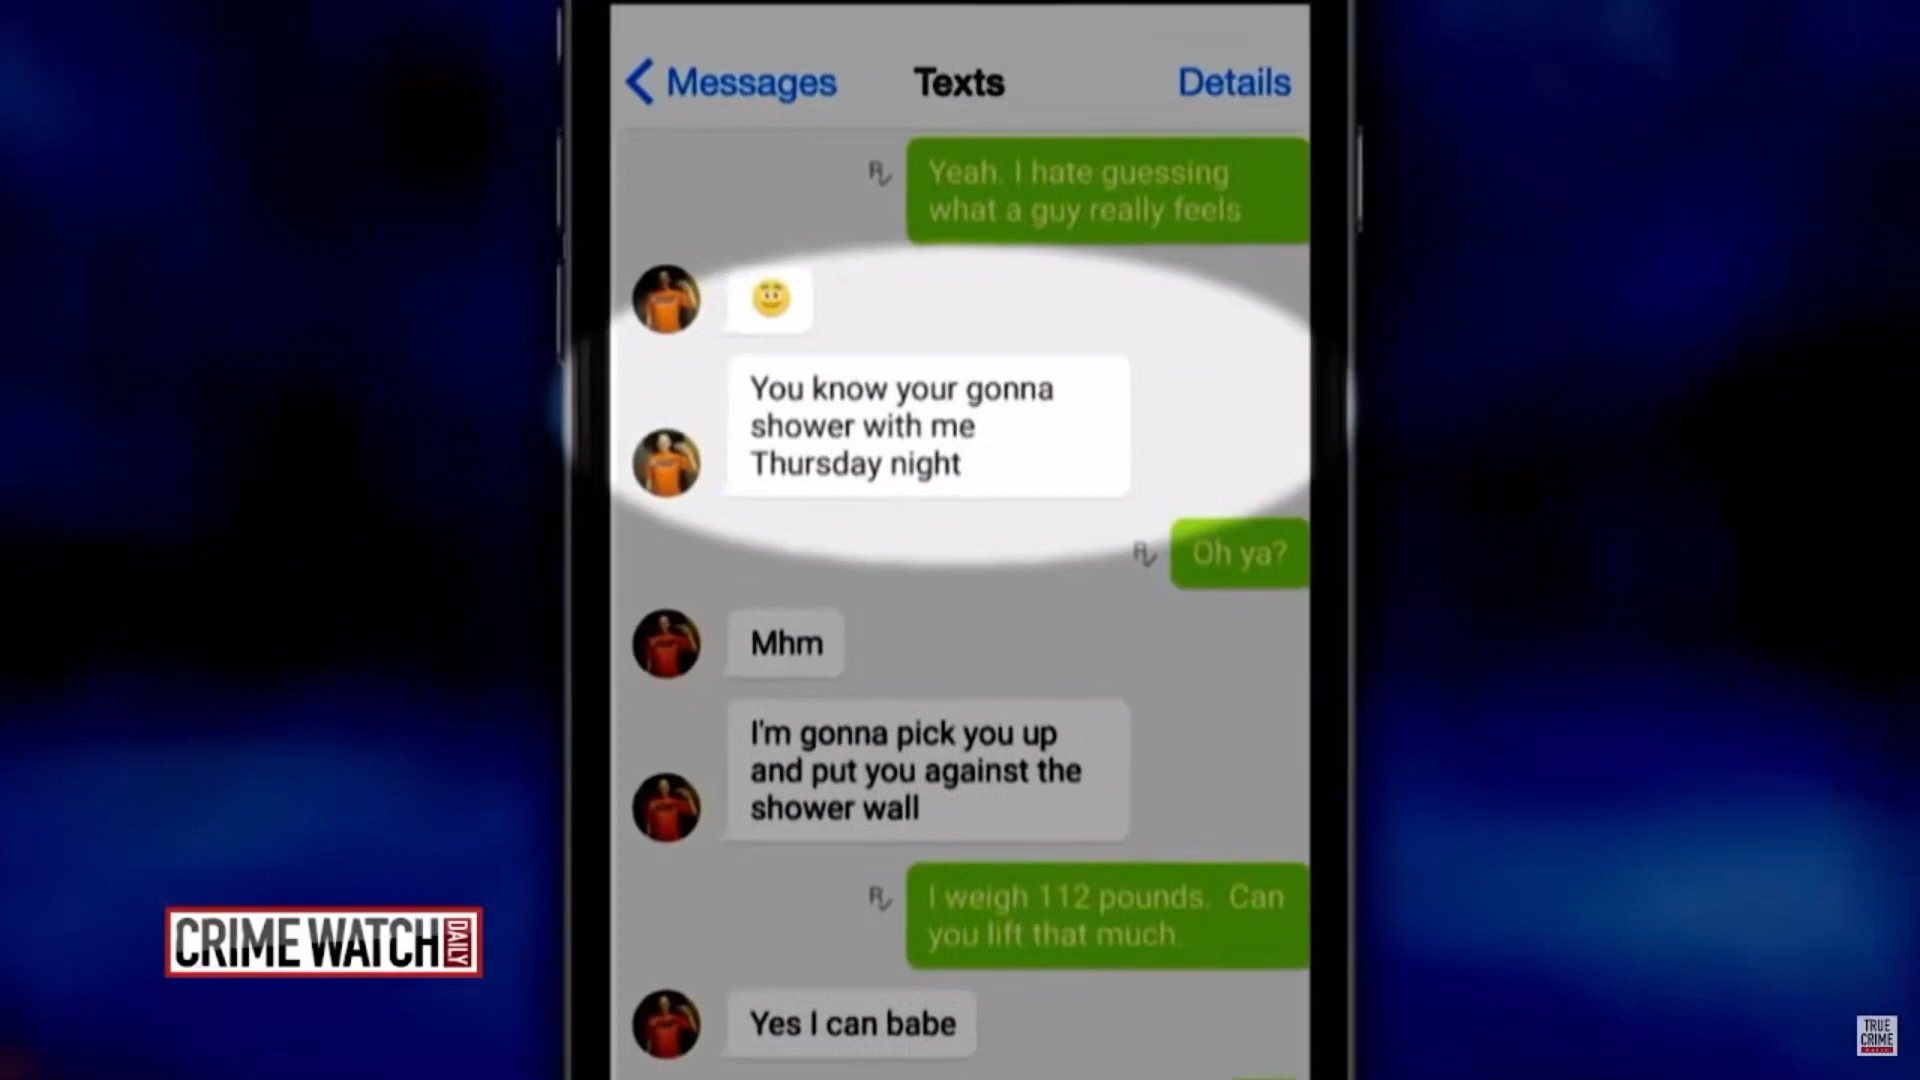 Messages
Texts
Details
Yeah. I hate guessing
what a guy really feels
You know your gonna
shower with me
Thursday night
Oh ya?
Mhm
I'm gonna pick you up
and put you against the
shower wall
I weigh 112 pounds.  Can
you lift that much.
Yes I can babe
CRIME WATCH DAILY
TRUE
CRIME